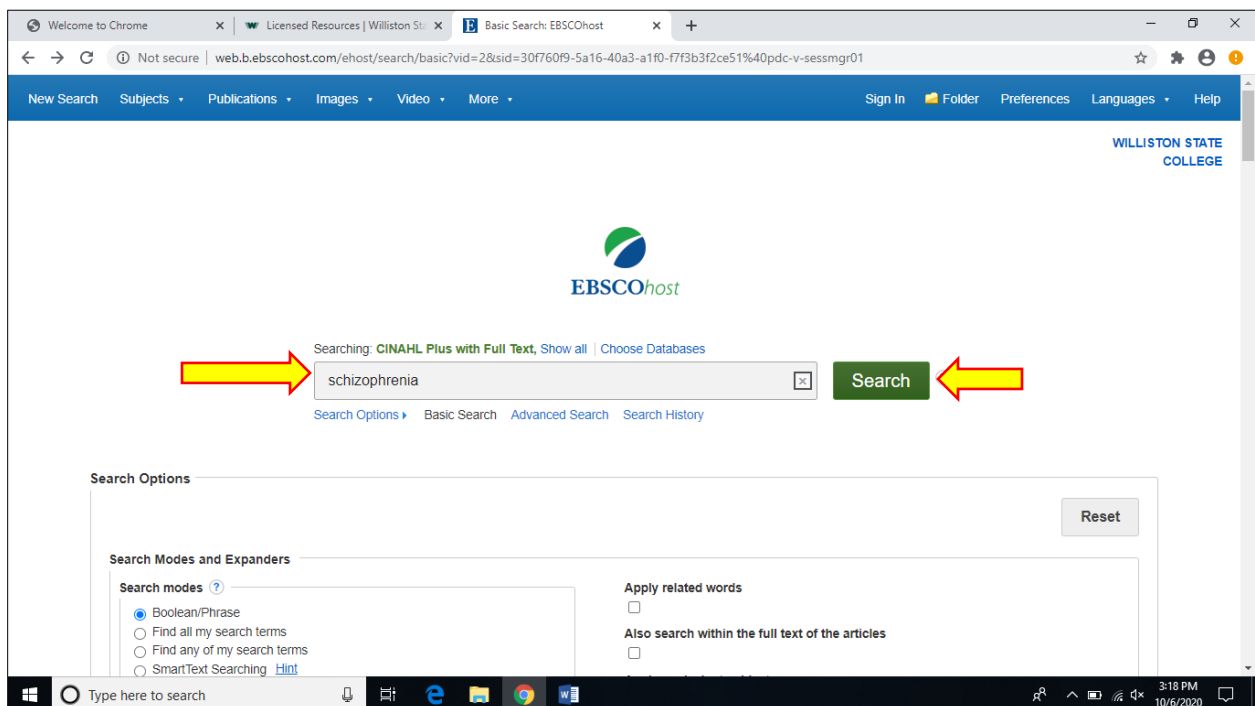 Welcome to Chrome
Licensed Resources | Williston Sta
Basic Search: EBSCOhost
Not secure | web.b.ebscohost.com/ehost/search/basic?vid=2&sid=30f760f9-5a16-40a3-a1f0-f7f3b3f2ce51%40pdc-v-sessmgr01
New Search Subjects Publications Images Video More Sign In Folder Preferences Languages Help
WILLISTON STATE
COLLEGE
EBSCOhost
Searching: CINAHL Plus with Full Text, Show all | Choose Databases
schizophrenia
Search
Search Options Basic Search Advanced Search Search History
Search Options
Reset
Search Modes and Expanders
Search modes ?
Boolean/Phrase
Find all my search terms
Find any of my search terms
SmartText Searching Hint
Apply related words
Also search within the full text of the articles
Type here to search
3:18 PM
10/6/2020